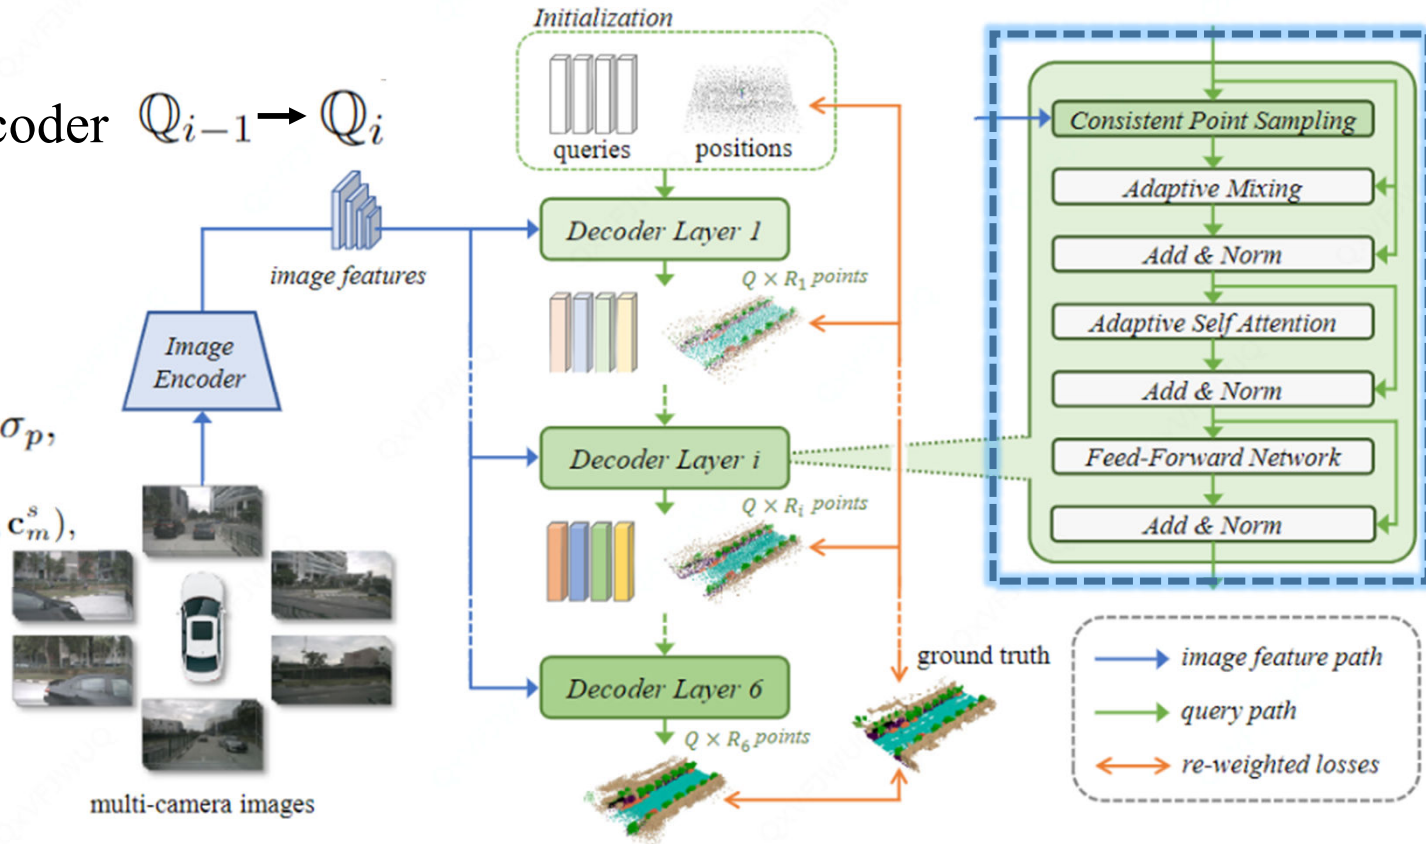 Initialization
coder ℚ_{i−1} → ℚ_i
queries
positions
Decoder Layer 1
image features
Q × R_1 points
Image
Encoder
Decoder Layer i
σ_p,
Q × R_i points
c_m^s),
Decoder Layer 6
Q × R_6 points
ground truth
multi-camera images
Consistent Point Sampling
Adaptive Mixing
Add & Norm
Adaptive Self Attention
Add & Norm
Feed-Forward Network
Add & Norm
image feature path
query path
re-weighted losses